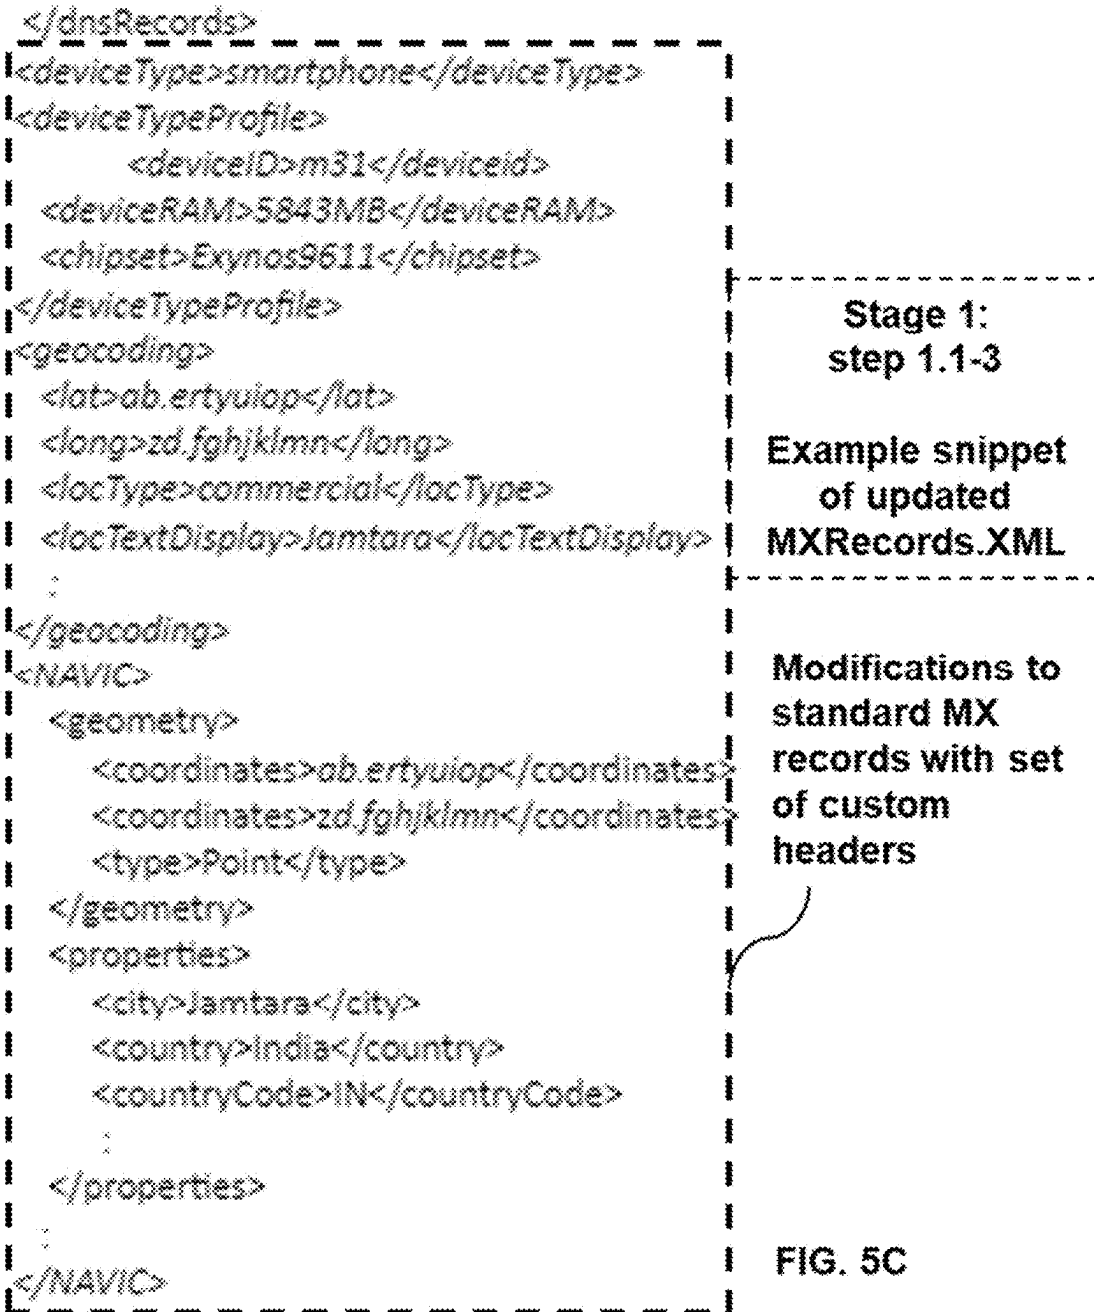 </dnsRecords>
<deviceType>smartphone</deviceType>
<deviceTypeProfile>
<deviceID>m31</deviceid>
<deviceRAM>5843MB</deviceRAM>
<chipset>Exynos9611</chipset>
</deviceTypeProfile>
<geocoding>
<lat>ab.ertyuiop</lat>
<long>zd.fghjklmn</long>
<locType>commercial</locType>
<locTextDisplay>Jamtara</locTextDisplay>
:
</geocoding>
<NAVIC>
<geometry>
<coordinates>ab.ertyuiop</coordinates>
<coordinates>zd.fghjklmn</coordinates>
<type>Point</type>
</geometry>
<properties>
<city>Jamtara</city>
<country>India</country>
<countryCode>IN</countryCode>
:
</properties>
:
</NAVIC>
Stage 1:
step 1.1-3
Example snippet
of updated
MXRecords.XML
Modifications to
standard MX
records with set
of custom
headers
FIG. 5C